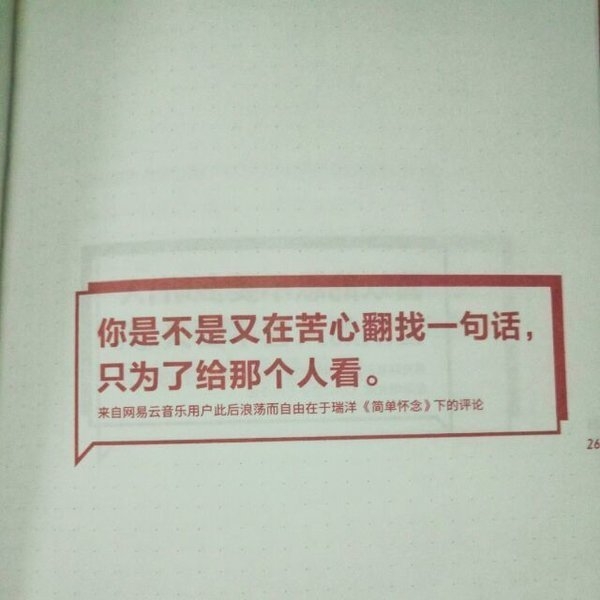 你是不是又在苦心翻找一句话，
只为了给那个人看。
来自网易云音乐用户此后浪荡而自由在于瑞洋《简单怀念》下的评论
26